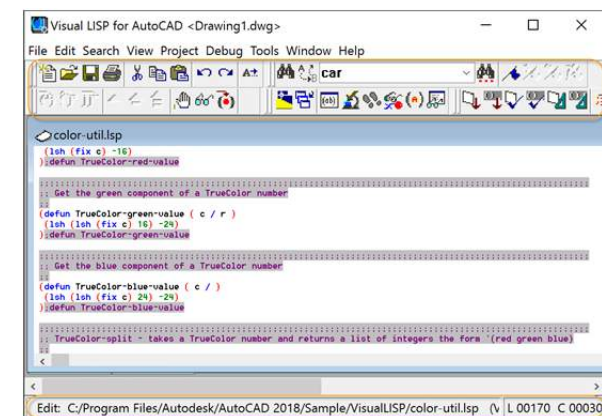 Visual LISP for AutoCAD <Drawing1.dwg>
File Edit Search View Project Debug Tools Window Help
car
color-util.lsp
(lsh (fix c) -16)
);defun TrueColor-red-value
;;;;;;;;;;;;;;;;;;;;;;;;;;;;;;;;;;;;;;;;;;;;;;;;;;;;;;;;;;;;;;;;;;;;;;;;;;;;
;; Get the green component of a TrueColor number
;;
(defun TrueColor-green-value ( c / r )
(lsh (lsh (fix c) 16) -24)
);defun TrueColor-green-value
;;;;;;;;;;;;;;;;;;;;;;;;;;;;;;;;;;;;;;;;;;;;;;;;;;;;;;;;;;;;;;;;;;;;;;;;;;;;
;; Get the blue component of a TrueColor number
;;
(defun TrueColor-blue-value ( c / )
(lsh (lsh (fix c) 24) -24)
);defun TrueColor-blue-value
;;;;;;;;;;;;;;;;;;;;;;;;;;;;;;;;;;;;;;;;;;;;;;;;;;;;;;;;;;;;;;;;;;;;;;;;;;;;
;; TrueColor-split - takes a TrueColor number and returns a list of integers the form '(red green blue)
;;
Edit: C:/Program Files/Autodesk/AutoCAD 2018/Sample/VisualLISP/color-util.lsp (V L 00170 C 00030